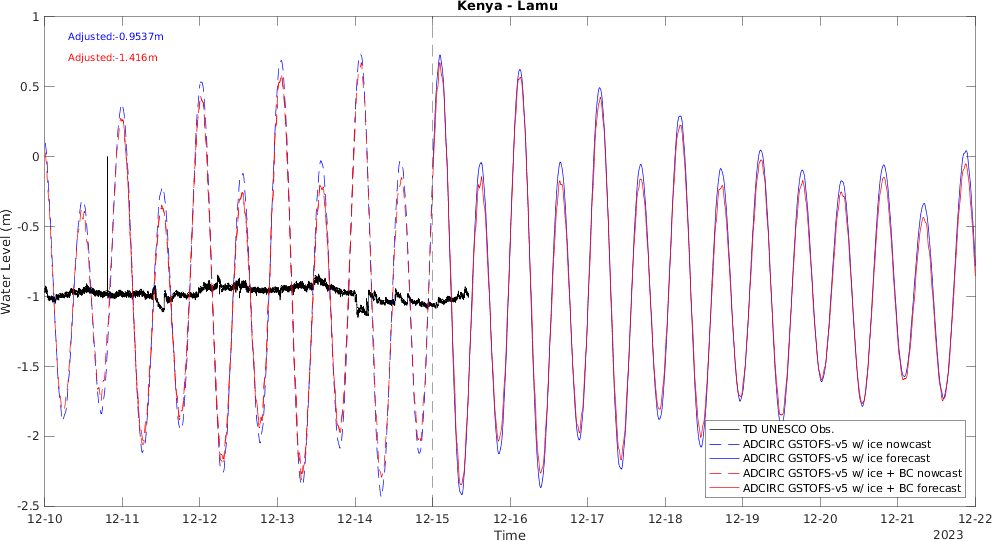 Kenya - Lamu
Adjusted:-0.9537m
Adjusted:-1.416m
Water Level (m)
1
0.5
0
-0.5
-1
-1.5
-2
-2.5
TD UNESCO Obs.
ADCIRC GSTOFS-v5 w/ ice nowcast
ADCIRC GSTOFS-v5 w/ ice forecast
ADCIRC GSTOFS-v5 w/ ice + BC nowcast
ADCIRC GSTOFS-v5 w/ ice + BC forecast
12-10 12-11 12-12 12-13 12-14 12-15 12-16 12-17 12-18 12-19 12-20 12-21 12-22
Time
2023